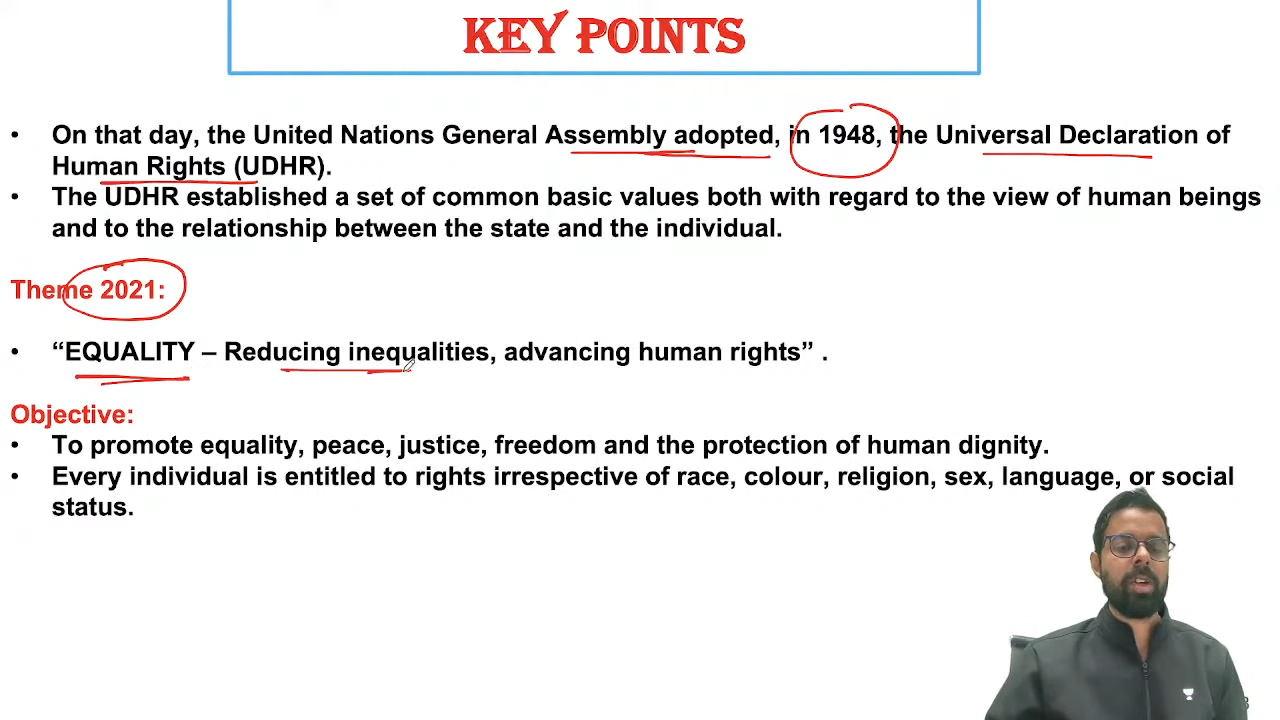 KEY POINTS
• On that day, the United Nations General Assembly adopted, in 1948, the Universal Declaration of
Human Rights (UDHR).
• The UDHR established a set of common basic values both with regard to the view of human beings
and to the relationship between the state and the individual.
Theme 2021:
• “EQUALITY – Reducing inequalities, advancing human rights” .
Objective:
• To promote equality, peace, justice, freedom and the protection of human dignity.
• Every individual is entitled to rights irrespective of race, colour, religion, sex, language, or social
status.